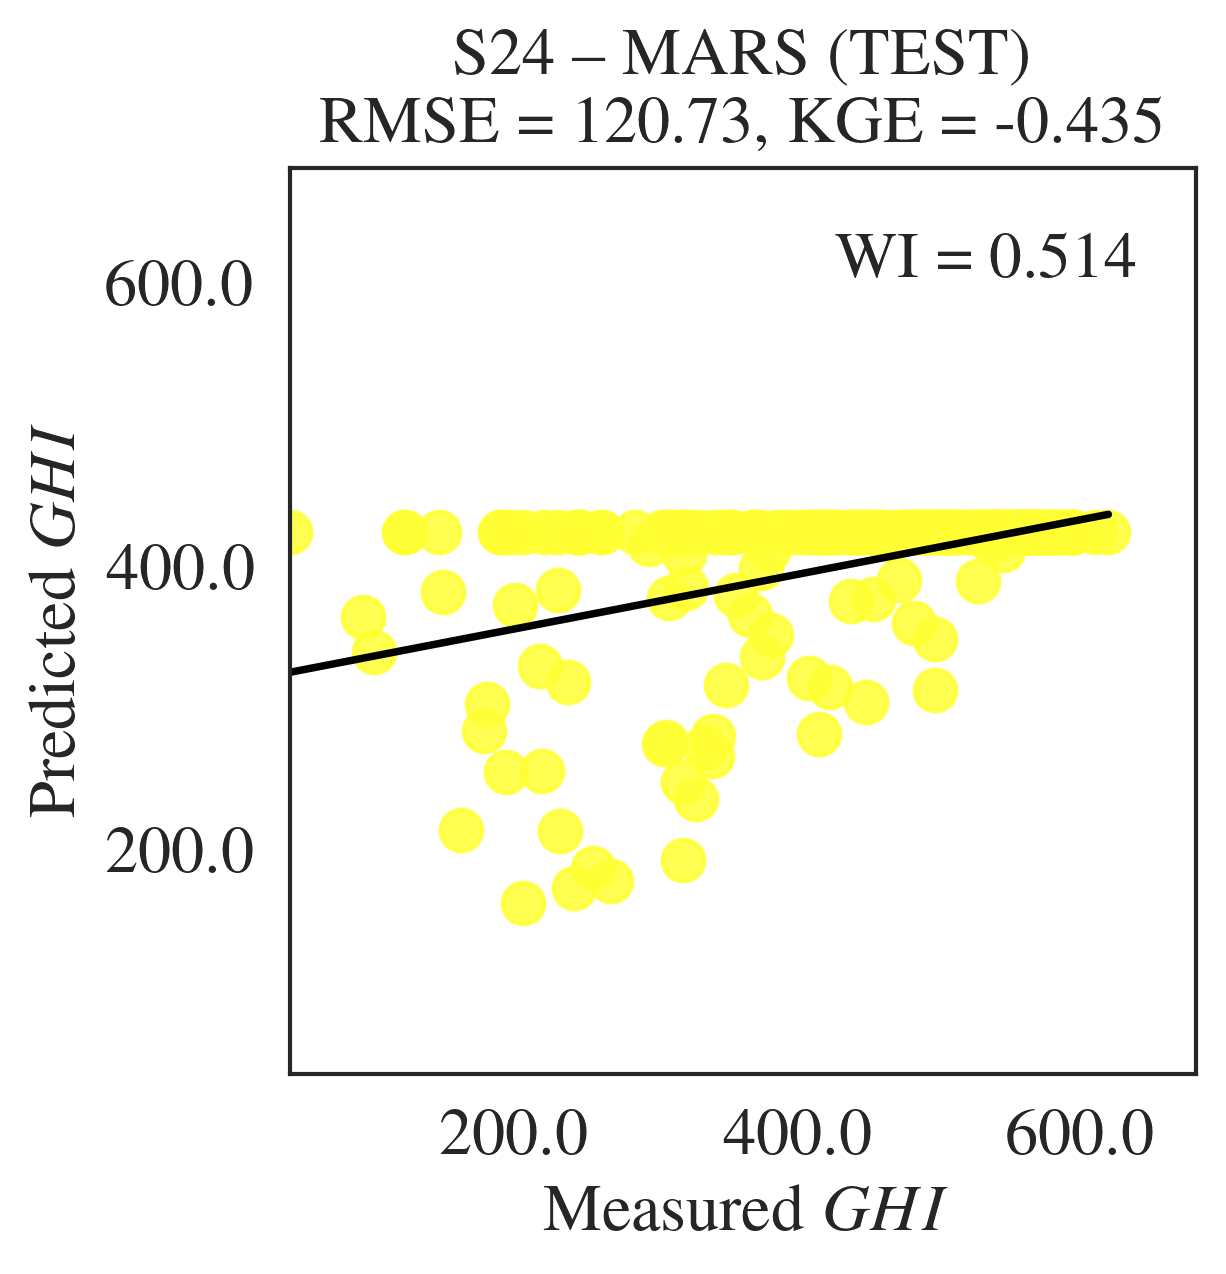 S24 – MARS (TEST)
RMSE = 120.73, KGE = -0.435
WI = 0.514
600.0
400.0
200.0
Predicted GHI
200.0 400.0 600.0
Measured GHI